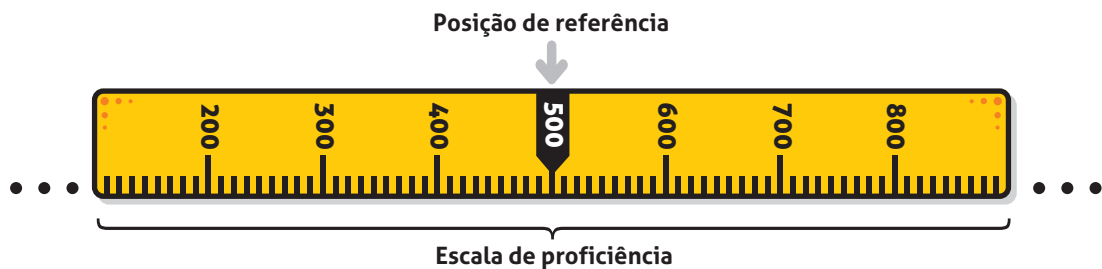 Posição de referência
200 300 400 500 600 700 800
Escala de proficiência